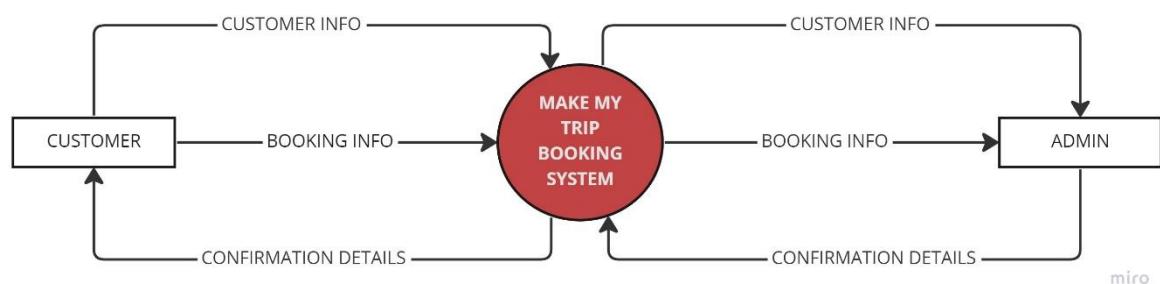 CUSTOMER INFO
CUSTOMER INFO
MAKE MY
TRIP
BOOKING
SYSTEM
CUSTOMER
BOOKING INFO
BOOKING INFO
ADMIN
CONFIRMATION DETAILS
CONFIRMATION DETAILS
miro